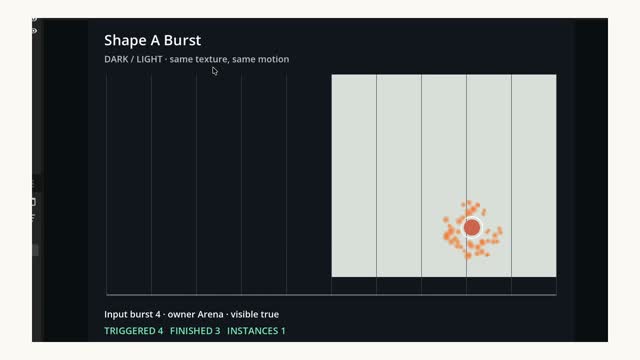 Shape A Burst
DARK / LIGHT · same texture, same motion
Input burst 4 · owner Arena · visible true
TRIGGERED 4 FINISHED 3 INSTANCES 1